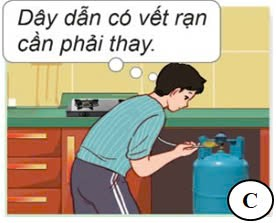 Dây dẫn có vết rạn
cần phải thay.
C